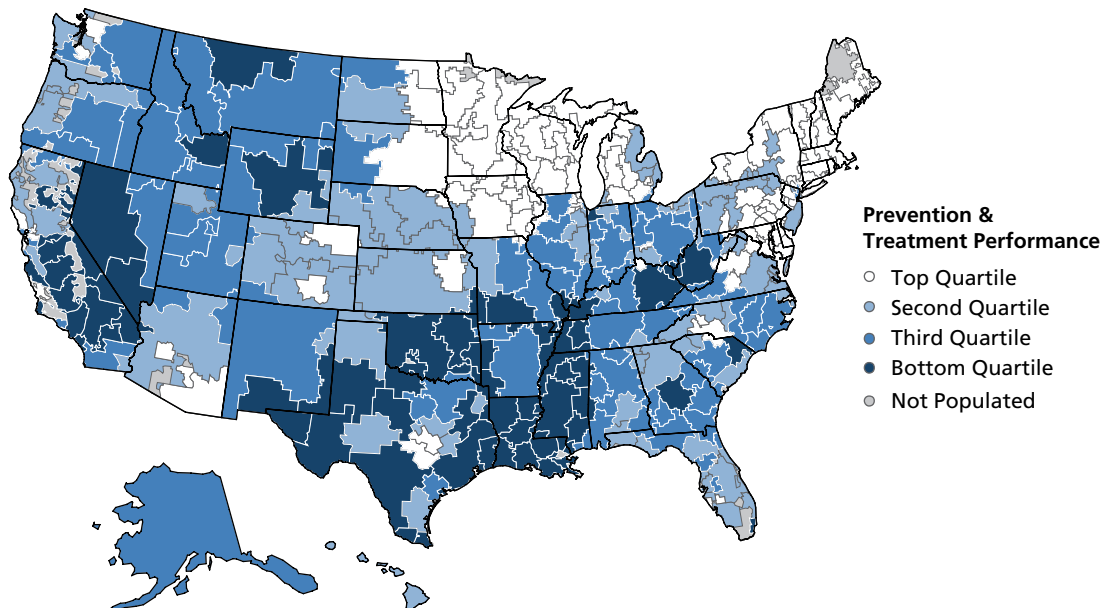 Prevention &
Treatment Performance
Top Quartile
Second Quartile
Third Quartile
Bottom Quartile
Not Populated